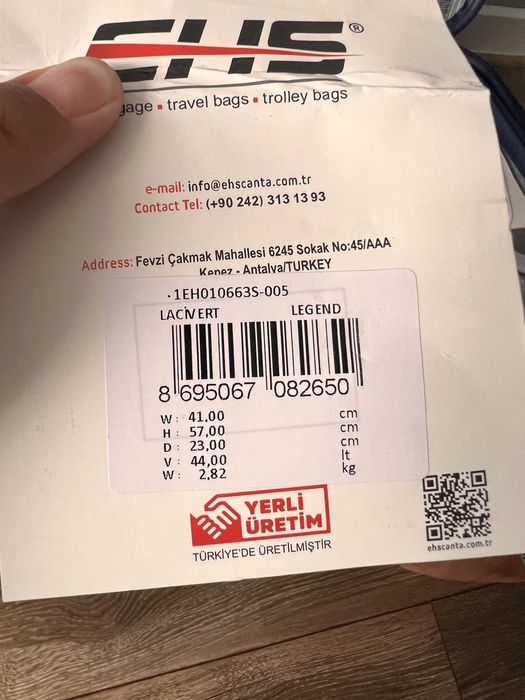 EHS®
gage ▪ travel bags ▪ trolley bags
e-mail: info@ehscanta.com.tr
Contact Tel: (+90 242) 313 13 93
Address: Fevzi Çakmak Mahallesi 6245 Sokak No:45/AAA
Kepez - Antalya/TURKEY
.1EH010663S-005
LACİVERT LEGEND
8 695067 082650
W: 41,00 cm
H: 57,00 cm
D: 23,00 cm
V: 44,00 lt
W: 2,82 kg
YERLİ
ÜRETİM
TÜRKİYE'DE ÜRETİLMİŞTİR
ehscanta.com.tr